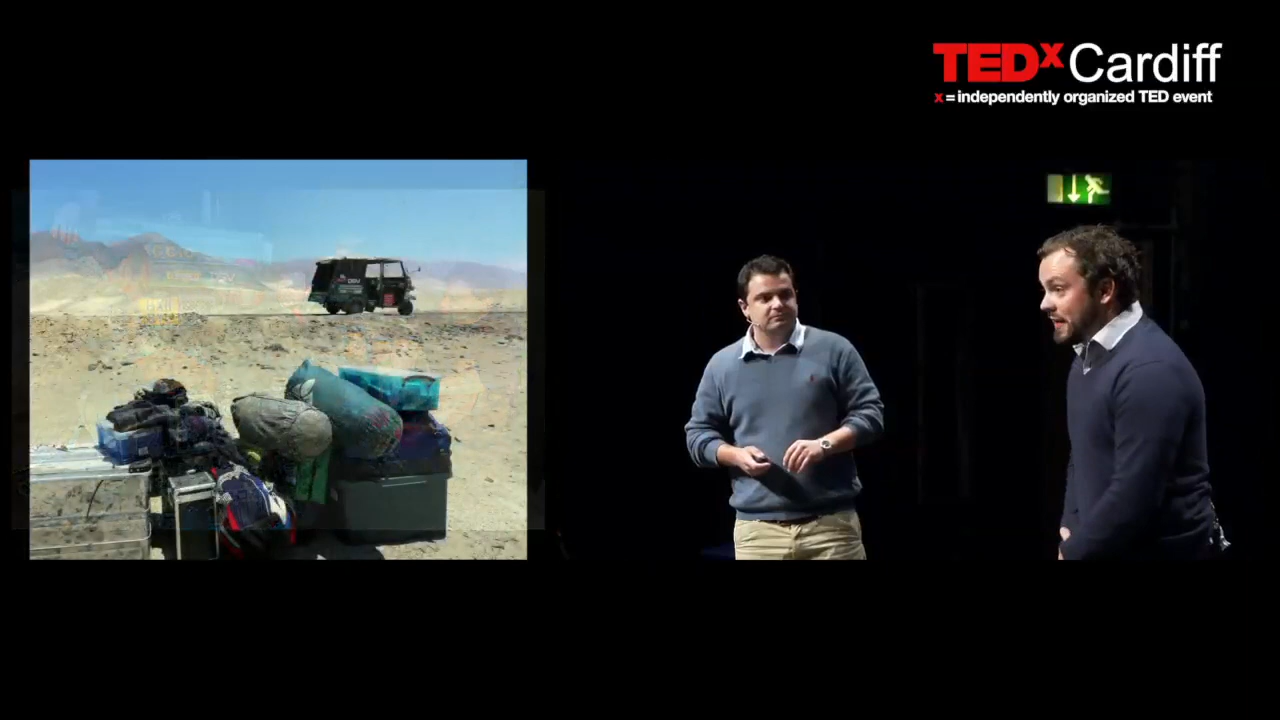 TEDxCardiff
x = independently organized TED event